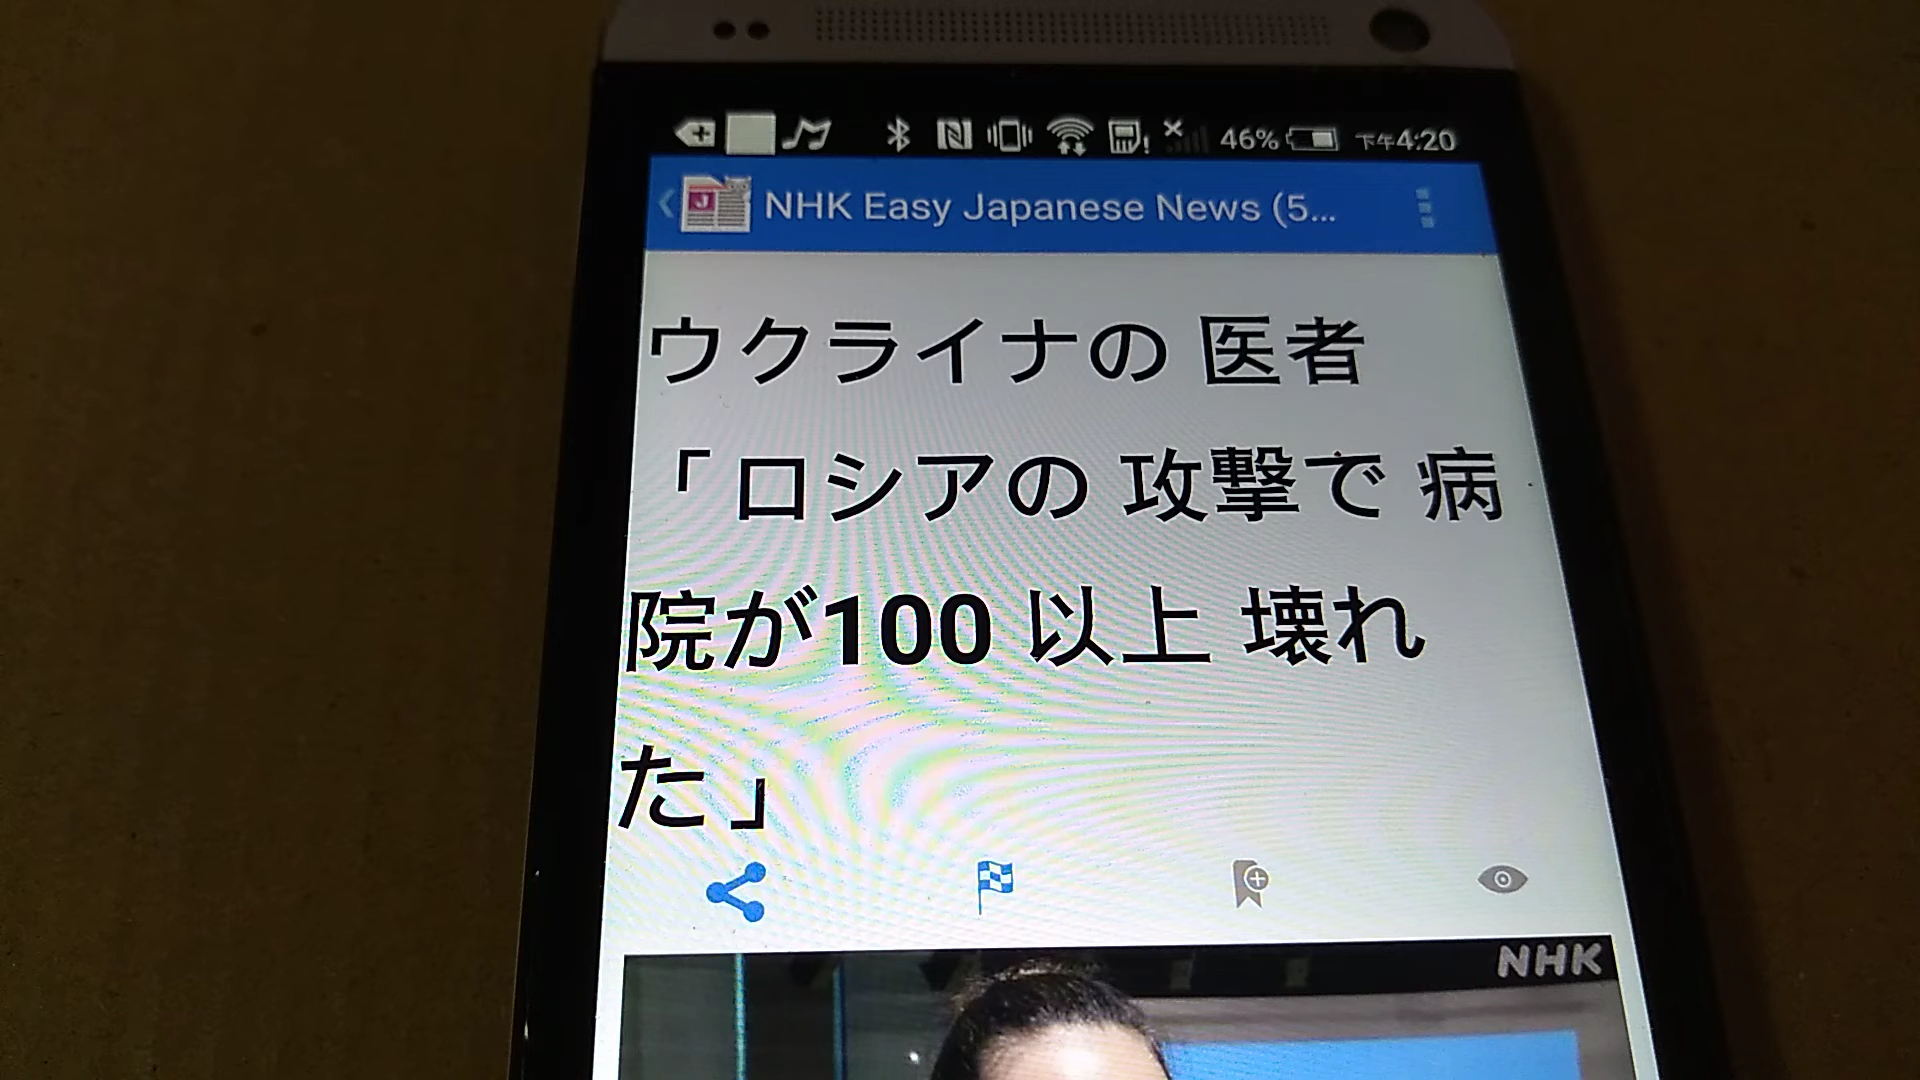 46% 下午4:20
NHK Easy Japanese News (5...
ウクライナの 医者
「ロシアの 攻撃で 病
院が100 以上 壊れ
た」
NHK